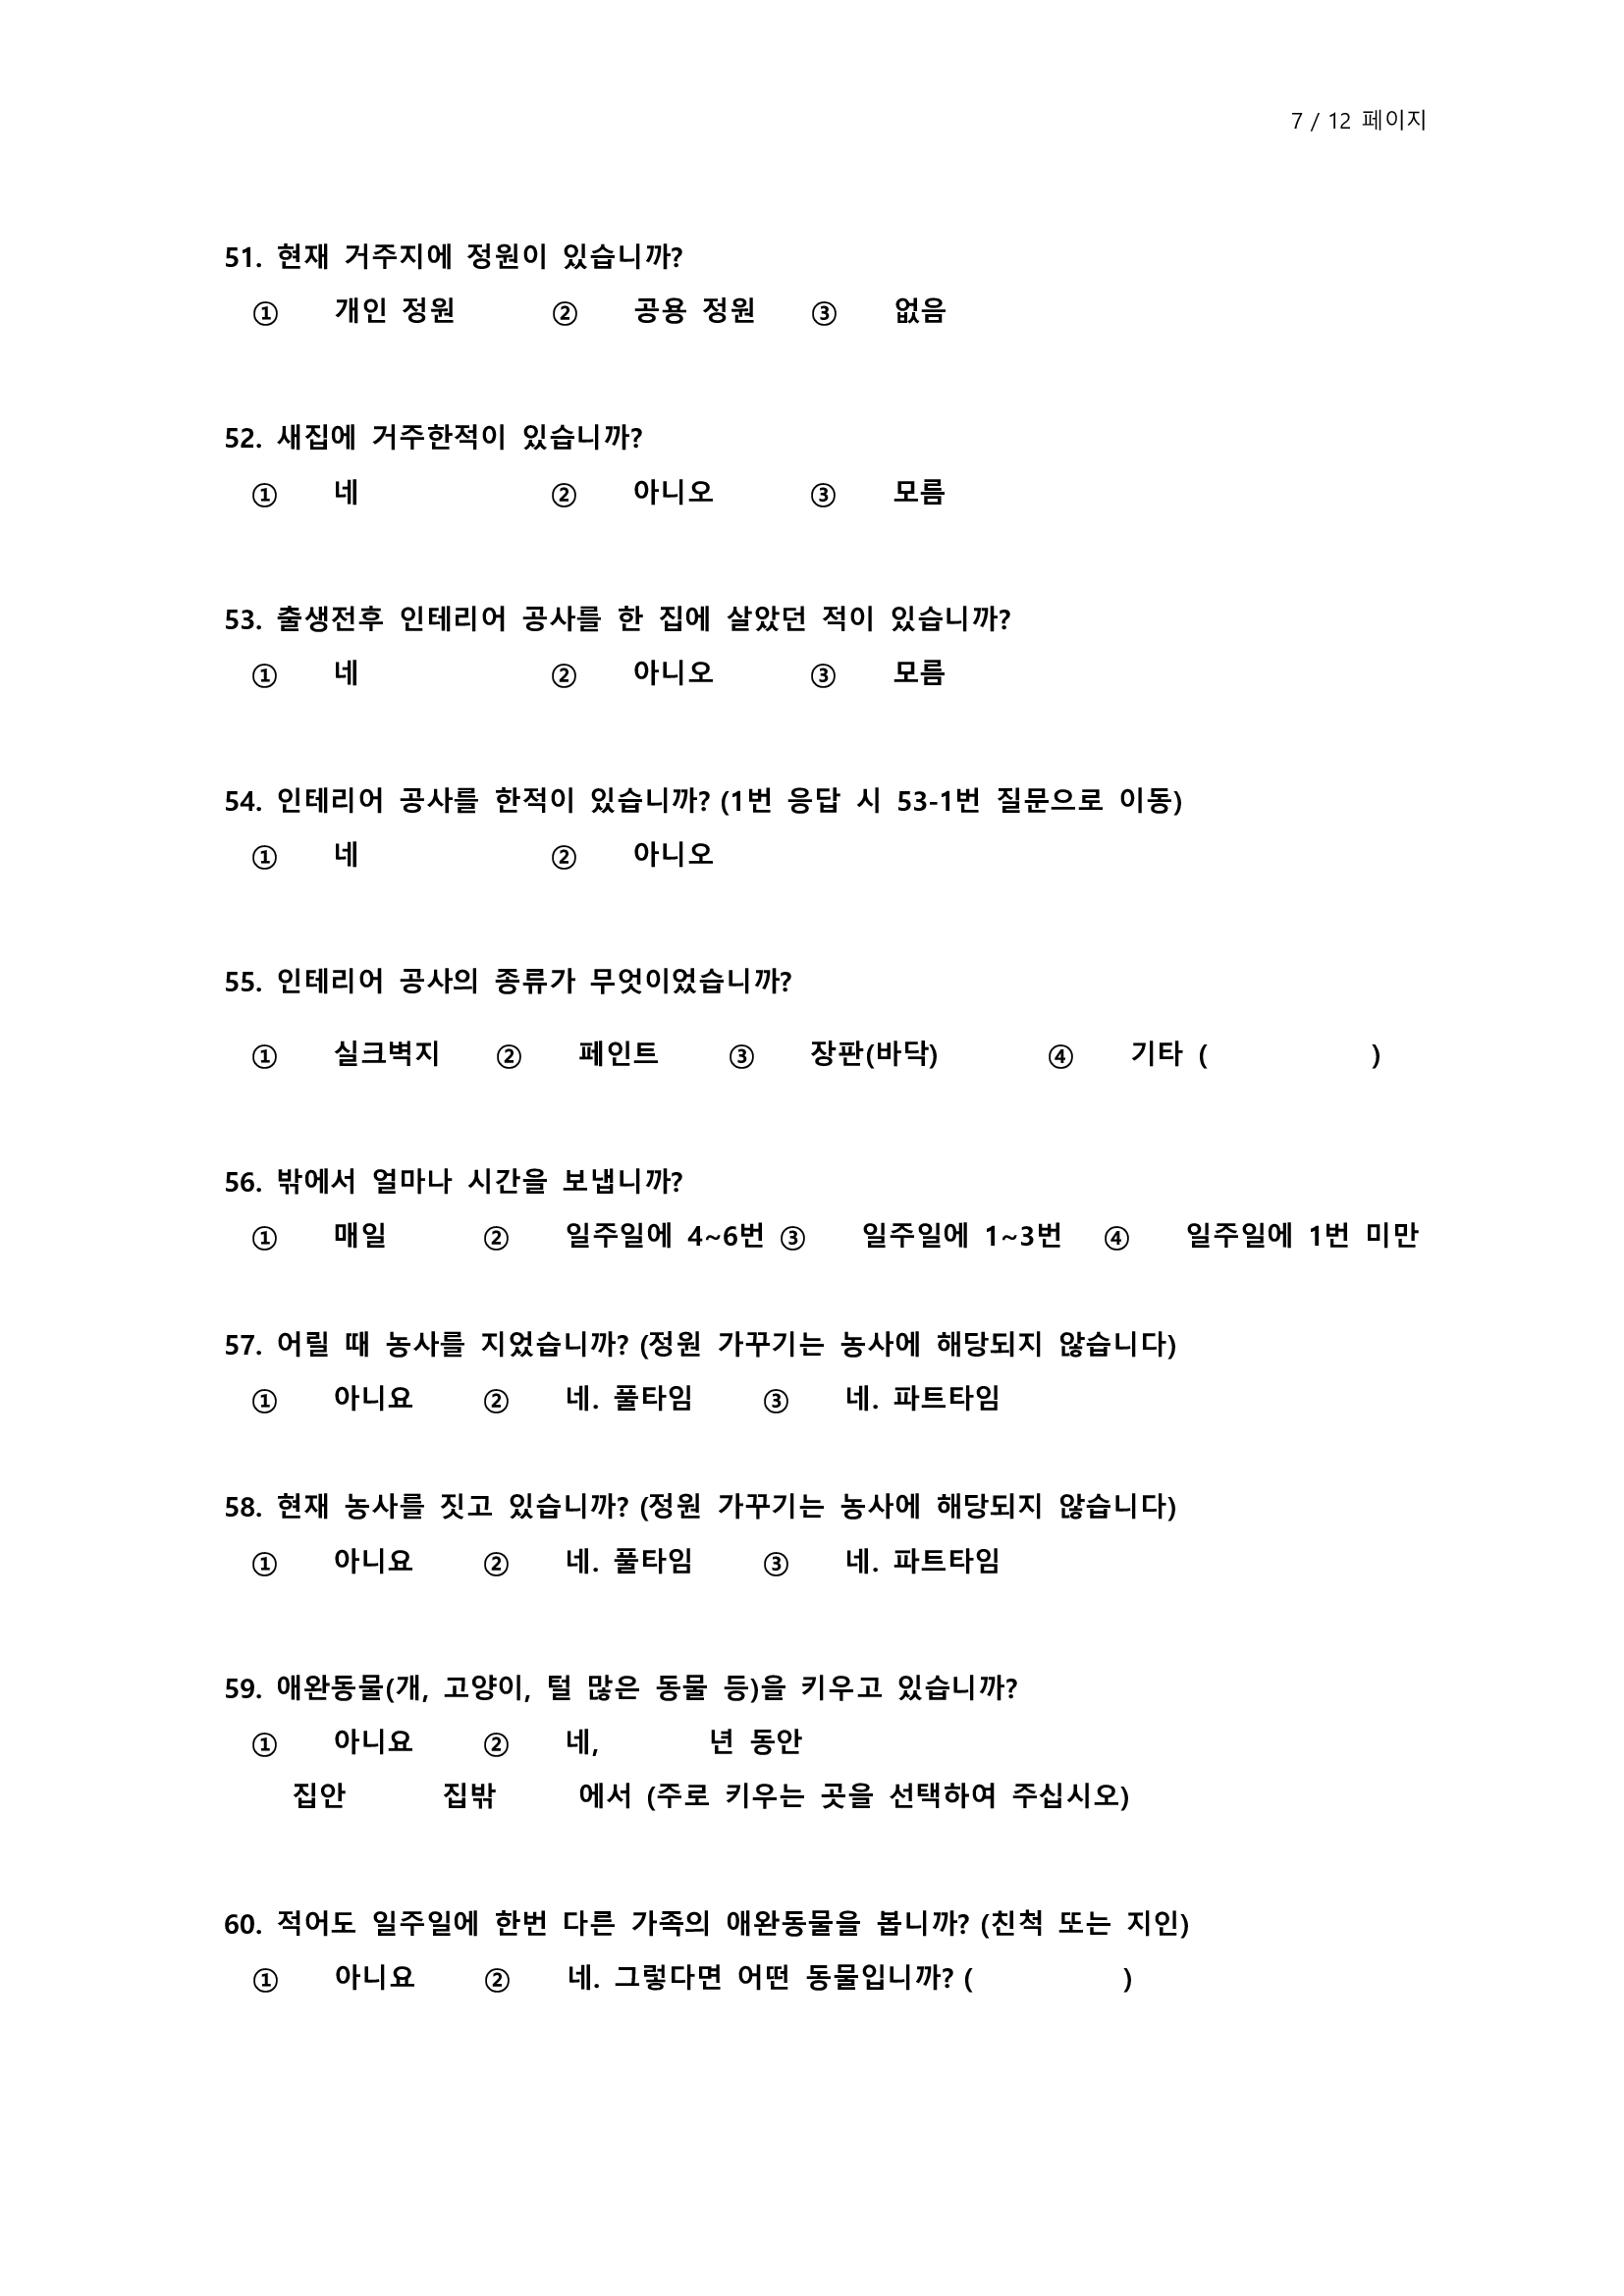 7 / 12 페이지
51. 현재 거주지에 정원이 있습니까?
① 개인 정원 ② 공용 정원 ③ 없음
52. 새집에 거주한적이 있습니까?
① 네 ② 아니오 ③ 모름
53. 출생전후 인테리어 공사를 한 집에 살았던 적이 있습니까?
① 네 ② 아니오 ③ 모름
54. 인테리어 공사를 한적이 있습니까? (1번 응답 시 53-1번 질문으로 이동)
① 네 ② 아니오
55. 인테리어 공사의 종류가 무엇이었습니까?
① 실크벽지 ② 페인트 ③ 장판(바닥) ④ 기타 ( )
56. 밖에서 얼마나 시간을 보냅니까?
① 매일 ② 일주일에 4~6번 ③ 일주일에 1~3번 ④ 일주일에 1번 미만
57. 어릴 때 농사를 지었습니까? (정원 가꾸기는 농사에 해당되지 않습니다)
① 아니요 ② 네. 풀타임 ③ 네. 파트타임
58. 현재 농사를 짓고 있습니까? (정원 가꾸기는 농사에 해당되지 않습니다)
① 아니요 ② 네. 풀타임 ③ 네. 파트타임
59. 애완동물(개, 고양이, 털 많은 동물 등)을 키우고 있습니까?
① 아니요 ② 네, 년 동안
집안 집밖 에서 (주로 키우는 곳을 선택하여 주십시오)
60. 적어도 일주일에 한번 다른 가족의 애완동물을 봅니까? (친척 또는 지인)
① 아니요 ② 네. 그렇다면 어떤 동물입니까? ( )